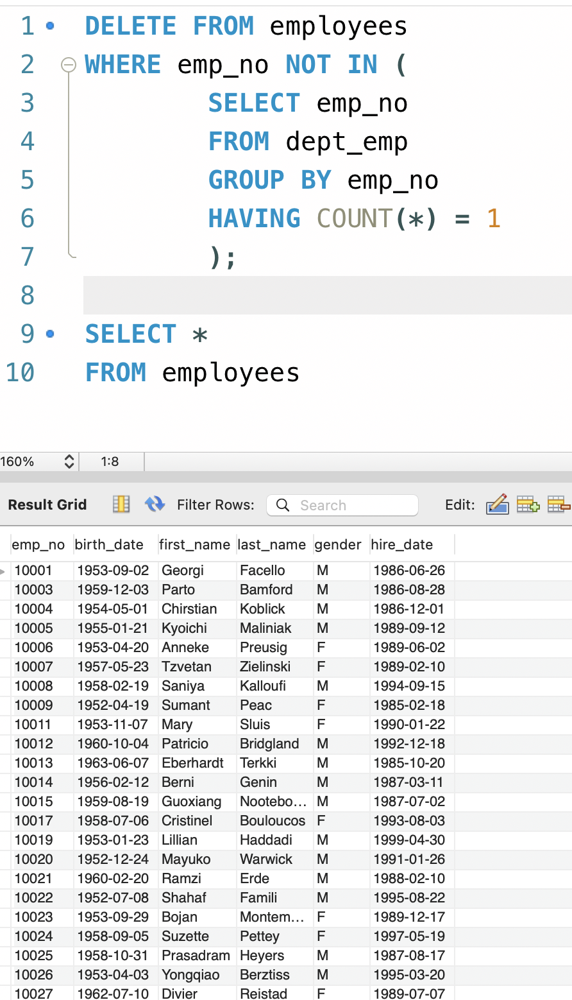 1 DELETE FROM employees
2 WHERE emp_no NOT IN (
3 SELECT emp_no
4 FROM dept_emp
5 GROUP BY emp_no
6 HAVING COUNT(*) = 1
7 );
8
9 SELECT *
10 FROM employees
160% 1:8
Result Grid Filter Rows: Search Edit:
emp_no birth_date first_name last_name gender hire_date
10001 1953-09-02 Georgi Facello M 1986-06-26
10003 1959-12-03 Parto Bamford M 1986-08-28
10004 1954-05-01 Chirstian Koblick M 1986-12-01
10005 1955-01-21 Kyoichi Maliniak M 1989-09-12
10006 1953-04-20 Anneke Preusig F 1989-06-02
10007 1957-05-23 Tzvetan Zielinski F 1989-02-10
10008 1958-02-19 Saniya Kalloufi M 1994-09-15
10009 1952-04-19 Sumant Peac F 1985-02-18
10011 1953-11-07 Mary Sluis F 1990-01-22
10012 1960-10-04 Patricio Bridgland M 1992-12-18
10013 1963-06-07 Eberhardt Terkki M 1985-10-20
10014 1956-02-12 Berni Genin M 1987-03-11
10015 1959-08-19 Guoxiang Nootebo... M 1987-07-02
10017 1958-07-06 Cristinel Bouloucos F 1993-08-03
10019 1953-01-23 Lillian Haddadi M 1999-04-30
10020 1952-12-24 Mayuko Warwick M 1991-01-26
10021 1960-02-20 Ramzi Erde M 1988-02-10
10022 1952-07-08 Shahaf Famili M 1995-08-22
10023 1953-09-29 Bojan Montem... F 1989-12-17
10024 1958-09-05 Suzette Pettey F 1997-05-19
10025 1958-10-31 Prasadram Heyers M 1987-08-17
10026 1953-04-03 Yongqiao Berztiss M 1995-03-20
10027 1962-07-10 Divier Reistad F 1989-07-07